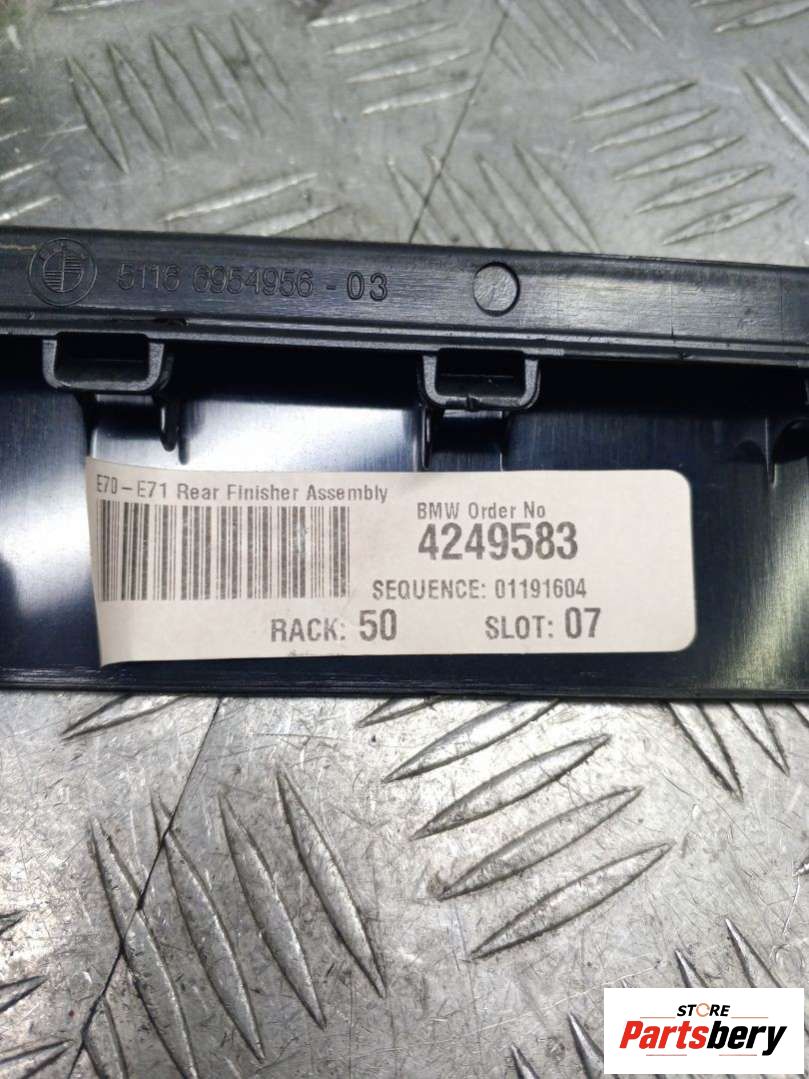 5116 6954956 - 03
E70 - E71 Rear Finisher Assembly
BMW Order No
4249583
SEQUENCE: 01191604
RACK: 50 SLOT: 07
STORE
Partsbery